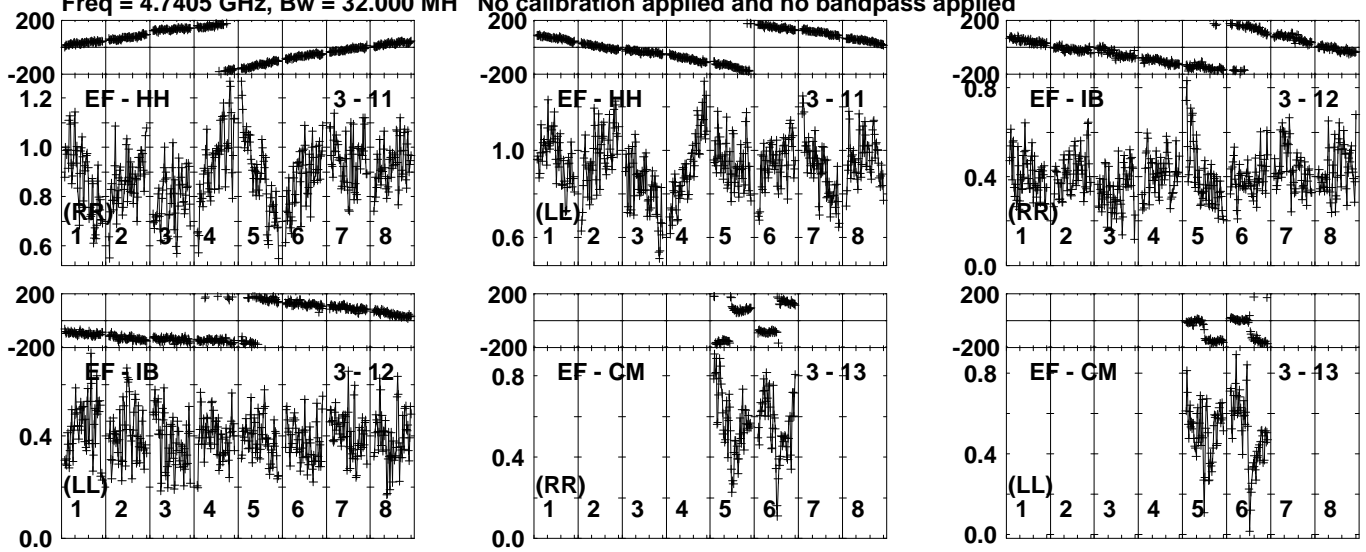 Freq = 4.7405 GHz, Bw = 32.000 MH No calibration applied and no bandpass applied
200 200 200
-200 -200 -200
1.2 EF - HH 3 - 11 EF - HH 3 - 11 0.8 EF - IB 3 - 12
1.0 1.0
0.8 0.4
(RR) (LL) (RR)
0.6 1 2 3 4 5 6 7 8 0.6 1 2 3 4 5 6 7 8 1 2 3 4 5 6 7 8
0.0
200 200 200
-200 -200 -200
EF - IB 3 - 12 0.8 EF - CM 3 - 13 0.8 EF - CM 3 - 13
0.4 0.4 0.4
(LL) (RR) (LL)
1 2 3 4 5 6 7 8 1 2 3 4 5 6 7 8 1 2 3 4 5 6 7 8
0.0 0.0 0.0